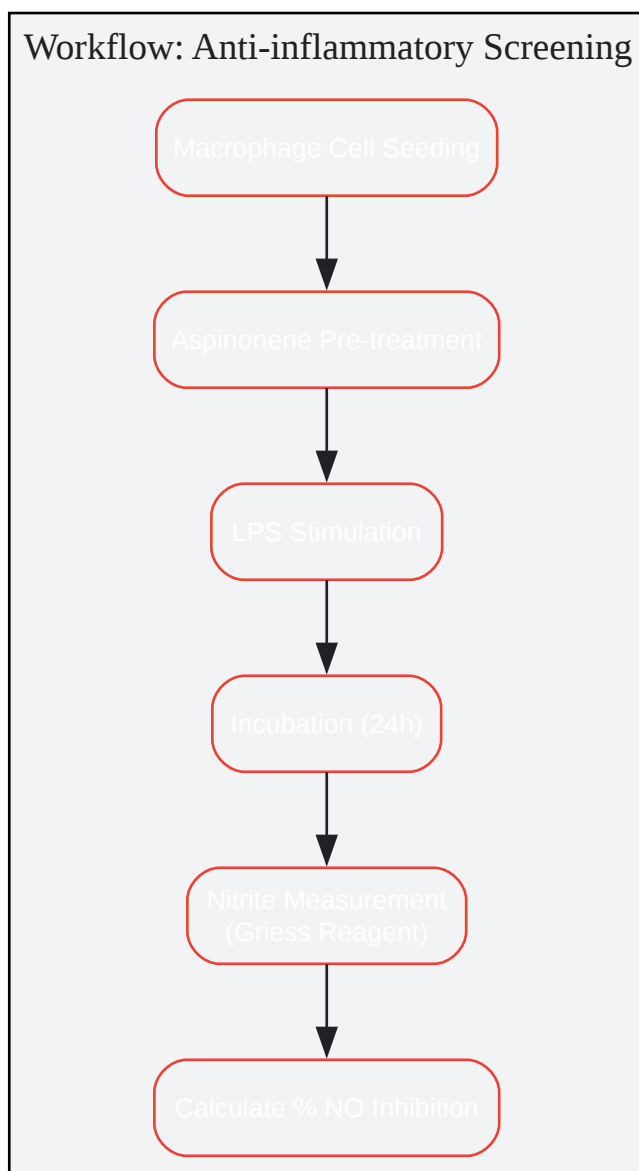 Workflow: Anti-inflammatory Screening
Macrophage Cell Seeding
Aspinonene Pre-treatment
LPS Stimulation
Incubation (24h)
Nitrite Measurement
(Griess Reagent)
Calculate % NO Inhibition